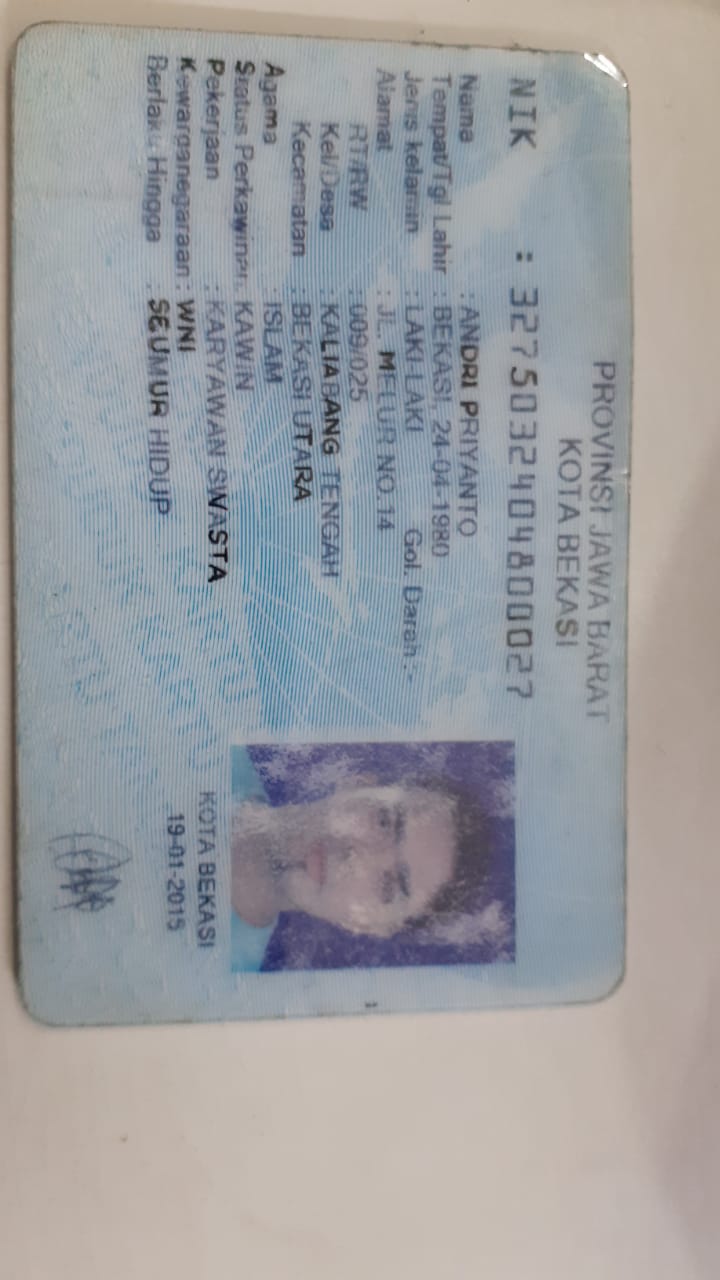 PROVINSI JAWA BARAT
KOTA BEKASI
NIK : 3275032404800027
Nama : ANDRI PRIYANTO
Tempat/Tgl Lahir : BEKASI, 24-04-1980
Jenis kelamin : LAKI-LAKI Gol. Darah : -
Alamat : JL. MELUR NO.14
RT/RW : 009/025
Kel/Desa : KALIABANG TENGAH
Kecamatan : BEKASI UTARA
Agama : ISLAM
Status Perkawinan: KAWIN
Pekerjaan : KARYAWAN SWASTA
Kewarganegaraan: WNI
Berlaku Hingga : SEUMUR HIDUP
KOTA BEKASI
19-01-2015